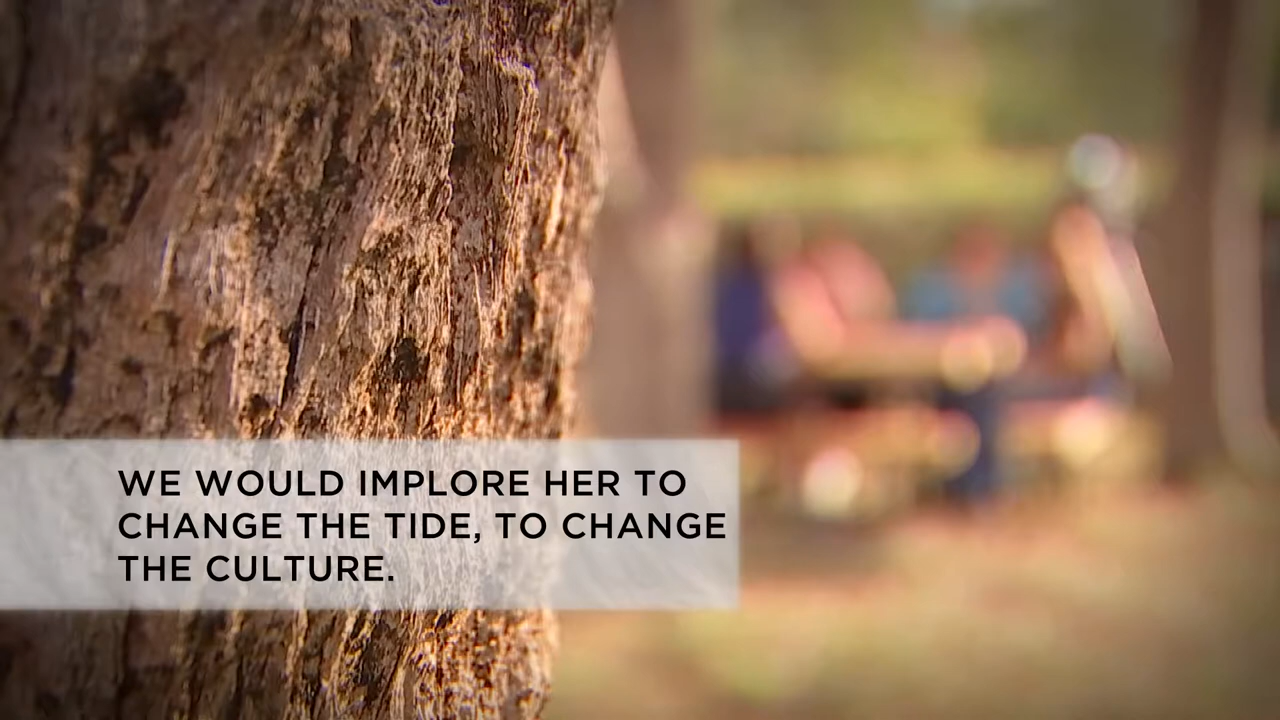 WE WOULD IMPLORE HER TO
CHANGE THE TIDE, TO CHANGE
THE CULTURE.